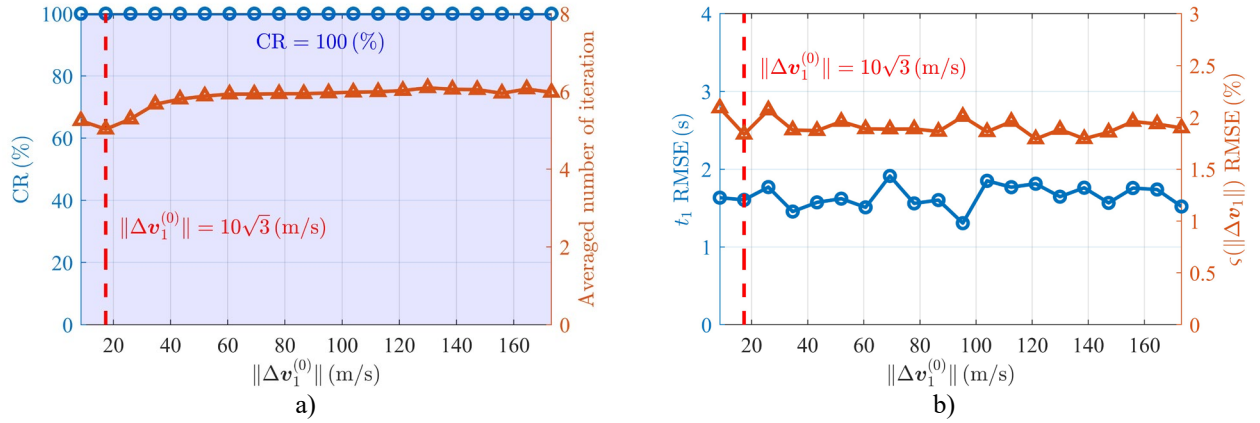 100
80
60
40
20
0
CR (%)
CR = 100 (%)
‖Δv₁⁽⁰⁾‖ = 10√3 (m/s)
8
6
4
2
0
Averaged number of iteration
20 40 60 80 100 120 140 160
‖Δv₁⁽⁰⁾‖ (m/s)
a)
4
3
2
1
0
t₁ RMSE (s)
‖Δv₁⁽⁰⁾‖ = 10√3 (m/s)
3
2.5
2
1.5
1
0.5
0
ς(‖Δv₁‖) RMSE (%)
20 40 60 80 100 120 140 160
‖Δv₁⁽⁰⁾‖ (m/s)
b)